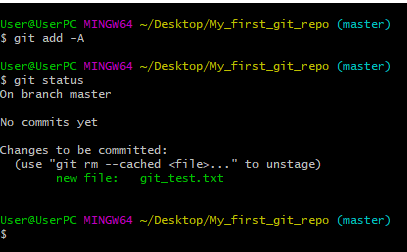 User@UserPC MINGW64 ~/Desktop/My_first_git_repo (master)
$ git add -A
User@UserPC MINGW64 ~/Desktop/My_first_git_repo (master)
$ git status
On branch master
No commits yet
Changes to be committed:
  (use "git rm --cached <file>..." to unstage)
        new file:   git_test.txt
User@UserPC MINGW64 ~/Desktop/My_first_git_repo (master)
$